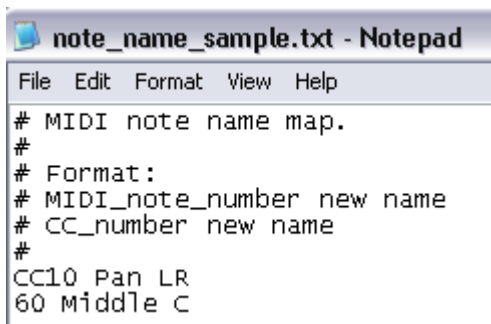 note_name_sample.txt - Notepad
File Edit Format View Help
# MIDI note name map.
#
# Format:
# MIDI_note_number new name
# CC_number new name
#
CC10 Pan LR
60 Middle C